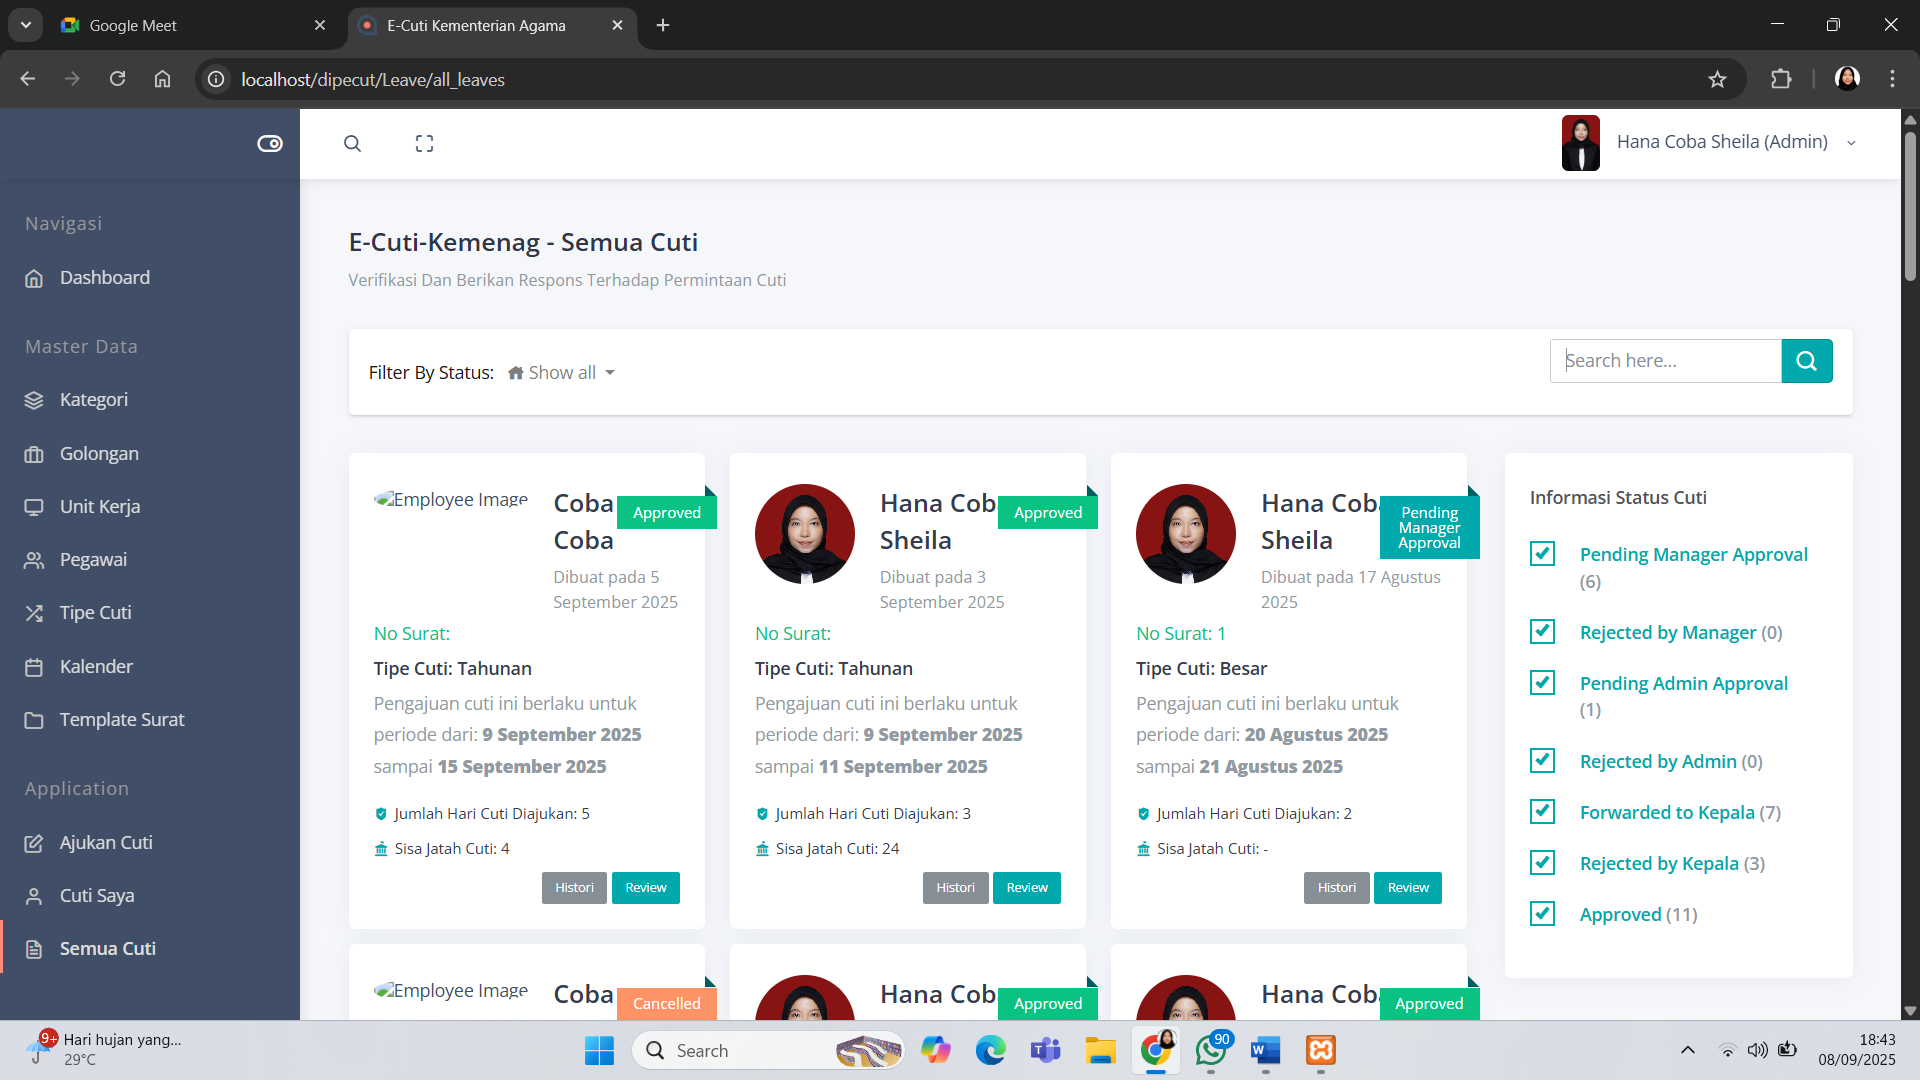 Google Meet
E-Cuti Kementerian Agama
localhost/dipecut/Leave/all_leaves
Hana Coba Sheila (Admin)
Navigasi
Dashboard
Master Data
Kategori
Golongan
Unit Kerja
Pegawai
Tipe Cuti
Kalender
Template Surat
Application
Ajukan Cuti
Cuti Saya
Semua Cuti
E-Cuti-Kemenag - Semua Cuti
Verifikasi Dan Berikan Respons Terhadap Permintaan Cuti
Filter By Status: Show all
Search here...
Employee Image
Coba
Coba
Approved
Dibuat pada 5
September 2025
No Surat:
Tipe Cuti: Tahunan
Pengajuan cuti ini berlaku untuk
periode dari: 9 September 2025
sampai 15 September 2025
Jumlah Hari Cuti Diajukan: 5
Sisa Jatah Cuti: 4
Histori
Review
Hana Cob
Sheila
Approved
Dibuat pada 3
September 2025
No Surat:
Tipe Cuti: Tahunan
Pengajuan cuti ini berlaku untuk
periode dari: 9 September 2025
sampai 11 September 2025
Jumlah Hari Cuti Diajukan: 3
Sisa Jatah Cuti: 24
Histori
Review
Hana Coba
Sheila
Pending
Manager
Approval
Dibuat pada 17 Agustus
2025
No Surat: 1
Tipe Cuti: Besar
Pengajuan cuti ini berlaku untuk
periode dari: 20 Agustus 2025
sampai 21 Agustus 2025
Jumlah Hari Cuti Diajukan: 2
Sisa Jatah Cuti: -
Histori
Review
Informasi Status Cuti
Pending Manager Approval
(6)
Rejected by Manager (0)
Pending Admin Approval
(1)
Rejected by Admin (0)
Forwarded to Kepala (7)
Rejected by Kepala (3)
Approved (11)
Employee Image
Coba
Cancelled
Hana Cob
Approved
Hana Coba
Approved
9+
Hari hujan yang...
29°C
Search
90
18:43
08/09/2025